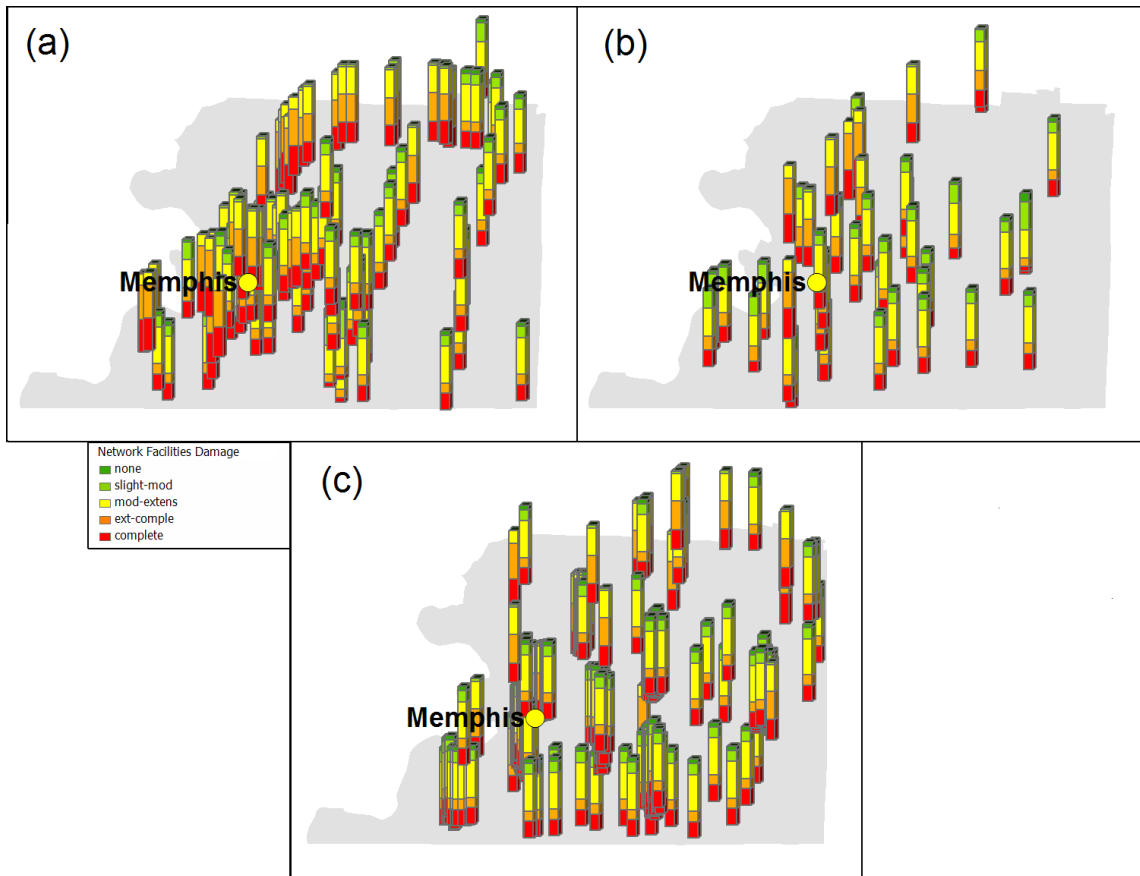 (a)
Memphis
(b)
Memphis
Network Facilities Damage
none
slight-mod
mod-extens
ext-comple
complete
(c)
Memphis